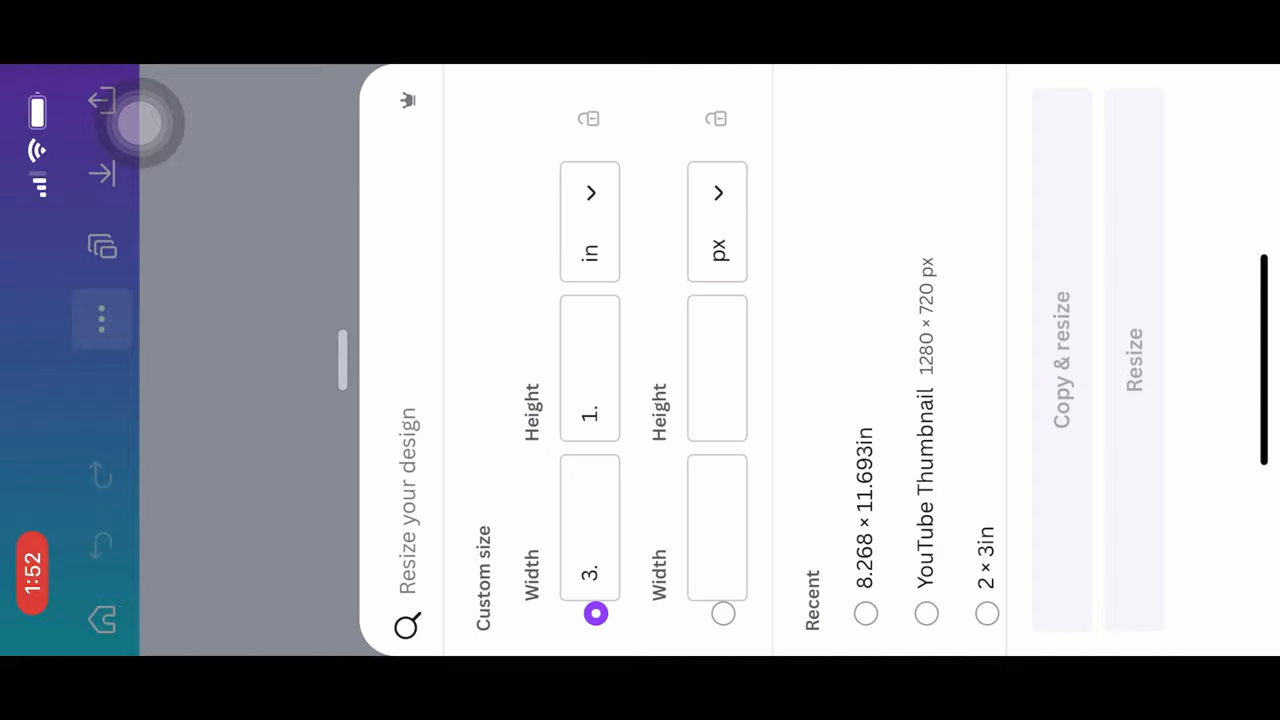 1:52
Resize your design
Custom size
Width Height
3. 1. in
Width Height
px
Recent
8.268 × 11.693in
YouTube Thumbnail 1280 × 720 px
2 × 3in
Copy & resize
Resize